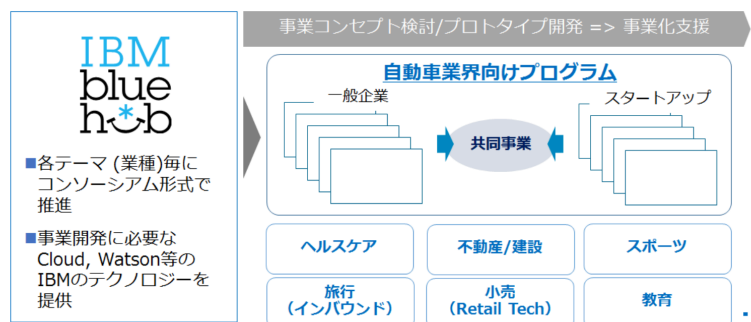 IBM
blue
hub
■各テーマ (業種)毎に
コンソーシアム形式で
推進
■事業開発に必要な
Cloud, Watson等の
IBMのテクノロジーを
提供
事業コンセプト検討/プロトタイプ開発 => 事業化支援
自動車業界向けプログラム
一般企業
スタートアップ
共同事業
ヘルスケア
不動産/建設
スポーツ
旅行
（インバウンド）
小売
（Retail Tech）
教育